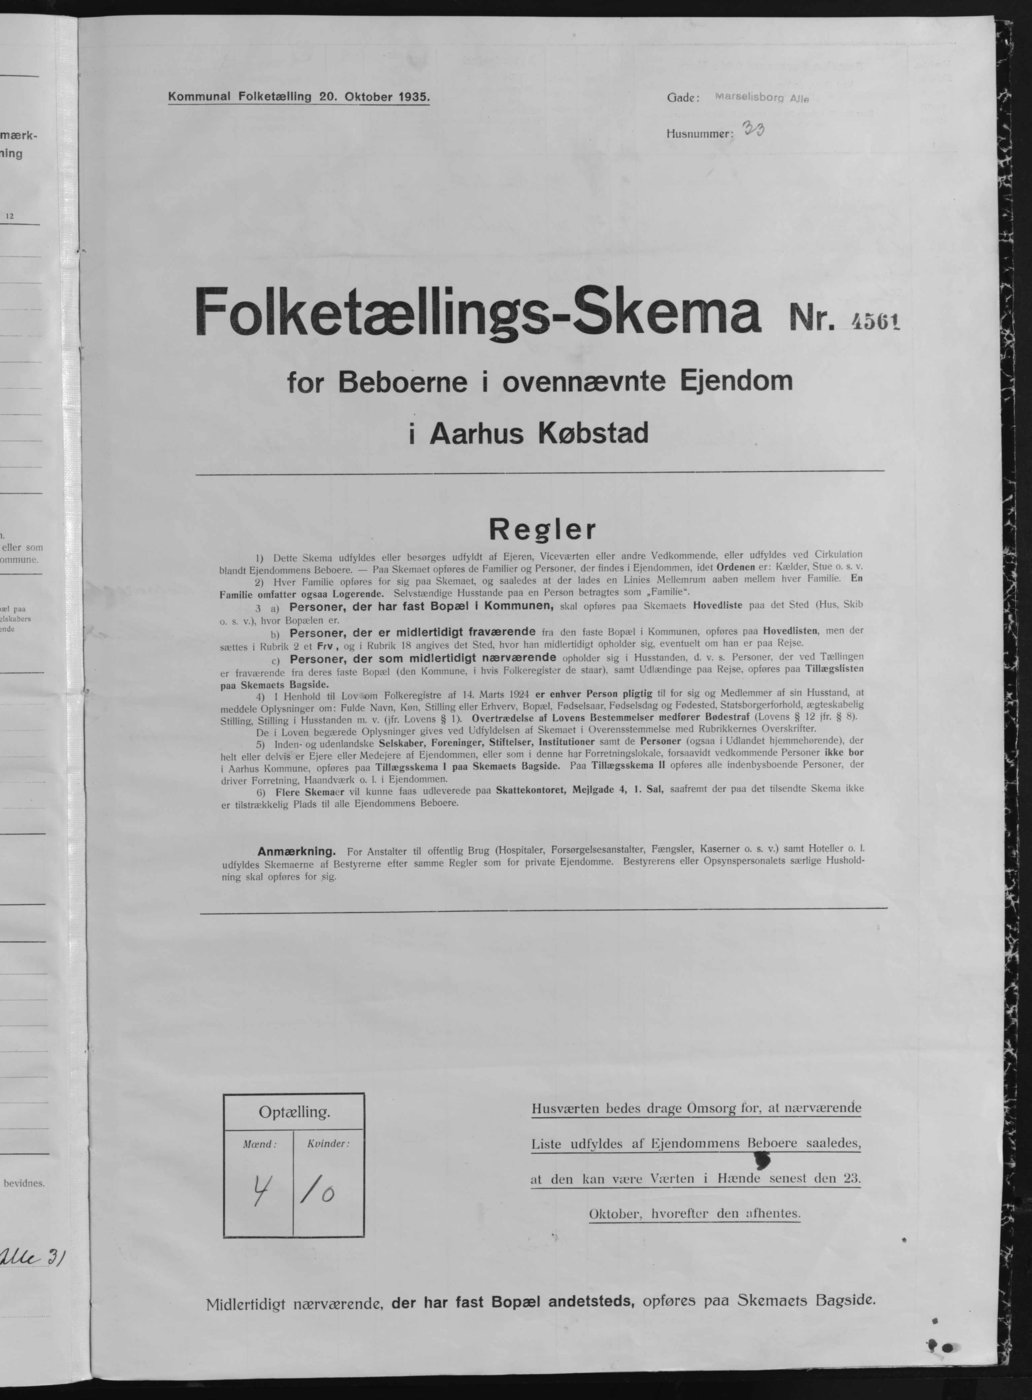 mærk-
ning
12
eller som
ommune.
æl paa
elskabers
ende
bevidnes.
Alle 31
Kommunal Folketælling 20. Oktober 1935.
Gade: Marselisborg Alle
Husnummer: 33
Folketællings-Skema Nr. 4561
for Beboerne i ovennævnte Ejendom
i Aarhus Købstad
Regler
1) Dette Skema udfyldes eller besørges udfyldt af Ejeren, Viceværten eller andre Vedkommende, eller udfyldes ved Cirkulation
blandt Ejendommens Beboere. — Paa Skemaet opføres de Familier og Personer, der findes i Ejendommen, idet Ordenen er: Kælder, Stue o. s. v.
2) Hver Familie opføres for sig paa Skemaet, og saaledes at der lades en Linies Mellemrum aaben mellem hver Familie. En
Familie omfatter ogsaa Logerende. Selvstændige Husstande paa en Person betragtes som „Familie“.
3 a) Personer, der har fast Bopæl i Kommunen, skal opføres paa Skemaets Hovedliste paa det Sted (Hus, Skib
o. s. v.), hvor Bopælen er.
b) Personer, der er midlertidigt fraværende fra den faste Bopæl i Kommunen, opføres paa Hovedlisten, men der
sættes i Rubrik 2 et Frv, og i Rubrik 18 angives det Sted, hvor han midlertidigt opholder sig, eventuelt om han er paa Rejse.
c) Personer, der som midlertidigt nærværende opholder sig i Husstanden, d. v. s. Personer, der ved Tællingen
er fraværende fra deres faste Bopæl (den Kommune, i hvis Folkeregister de staar), samt Udlændinge paa Rejse, opføres paa Tillægslisten
paa Skemaets Bagside.
4) I Henhold til Lov om Folkeregistre af 14. Marts 1924 er enhver Person pligtig til for sig og Medlemmer af sin Husstand, at
meddele Oplysninger om: Fulde Navn, Køn, Stilling eller Erhverv, Bopæl, Fødselsaar, Fødselsdag og Fødested, Statsborgerforhold, ægteskabelig
Stilling, Stilling i Husstanden m. v. (jfr. Lovens § 1). Overtrædelse af Lovens Bestemmelser medfører Bødestraf (Lovens § 12 jfr. § 8).
De i Loven begærede Oplysninger gives ved Udfyldelsen af Skemaet i Overensstemmelse med Rubrikkernes Overskrifter.
5) Inden- og udenlandske Selskaber, Foreninger, Stiftelser, Institutioner samt de Personer (ogsaa i Udlandet hjemmehørende), der
helt eller delvis er Ejere eller Medejere af Ejendommen, eller som i denne har Forretningslokale, forsaavidt vedkommende Personer ikke bor
i Aarhus Kommune, opføres paa Tillægsskema I paa Skemaets Bagside. Paa Tillægsskema II opføres alle indenbysboende Personer, der
driver Forretning, Haandværk o. l. i Ejendommen.
6) Flere Skemaer vil kunne faas udleverede paa Skattekontoret, Mejlgade 4, 1. Sal, saafremt der paa det tilsendte Skema ikke
er tilstrækkelig Plads til alle Ejendommens Beboere.
Anmærkning. For Anstalter til offentlig Brug (Hospitaler, Forsørgelsesanstalter, Fængsler, Kaserner o. s. v.) samt Hoteller o. l.
udfyldes Skemaerne af Bestyrerne efter samme Regler som for private Ejendomme. Bestyrerens eller Opsynspersonalets særlige Hushold-
ning skal opføres for sig.
Optælling.
Mænd: Kvinder:
4 10
Husværten bedes drage Omsorg for, at nærværende
Liste udfyldes af Ejendommens Beboere saaledes,
at den kan være Værten i Hænde senest den 23.
Oktober, hvorefter den afhentes.
Midlertidigt nærværende, der har fast Bopæl andetsteds, opføres paa Skemaets Bagside.